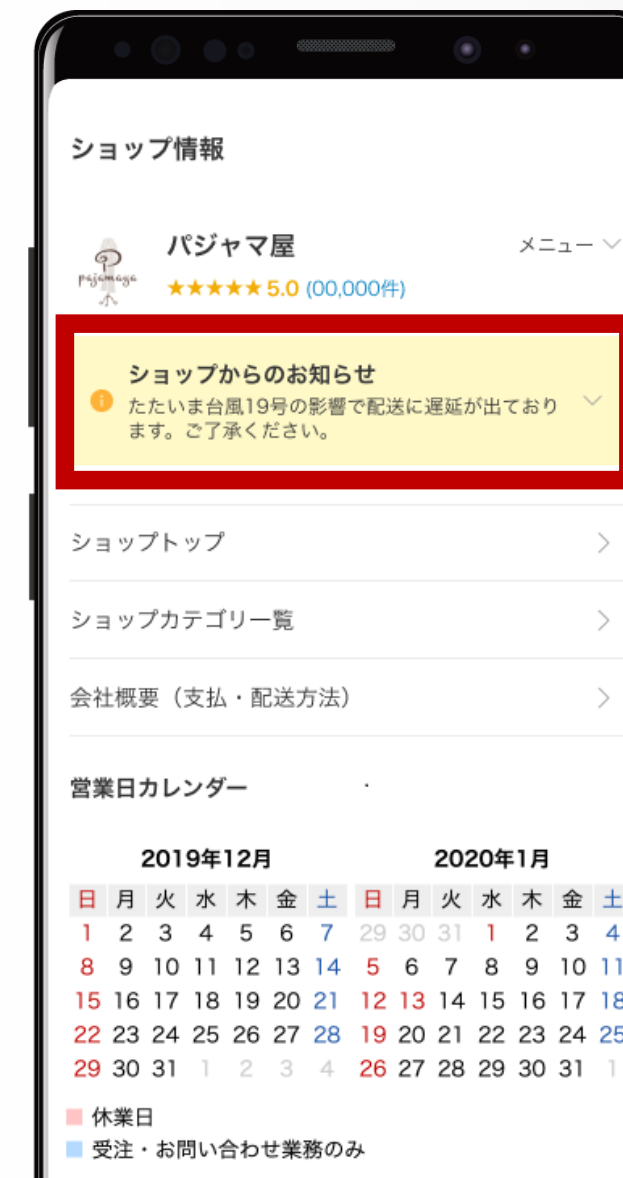 ショップ情報
パジャマ屋
メニュー
pajamaya
★★★★★ 5.0 (00,000件)
ショップからのお知らせ
たたいま台風19号の影響で配送に遅延が出ており
ます。ご了承ください。
ショップトップ
ショップカテゴリ一覧
会社概要（支払・配送方法）
営業日カレンダー
2019年12月
日 月 火 水 木 金 土
1 2 3 4 5 6 7
8 9 10 11 12 13 14
15 16 17 18 19 20 21
22 23 24 25 26 27 28
29 30 31 1 2 3 4
2020年1月
日 月 火 水 木 金 土
29 30 31 1 2 3 4
5 6 7 8 9 10 11
12 13 14 15 16 17 18
19 20 21 22 23 24 25
26 27 28 29 30 31 1
休業日
受注・お問い合わせ業務のみ